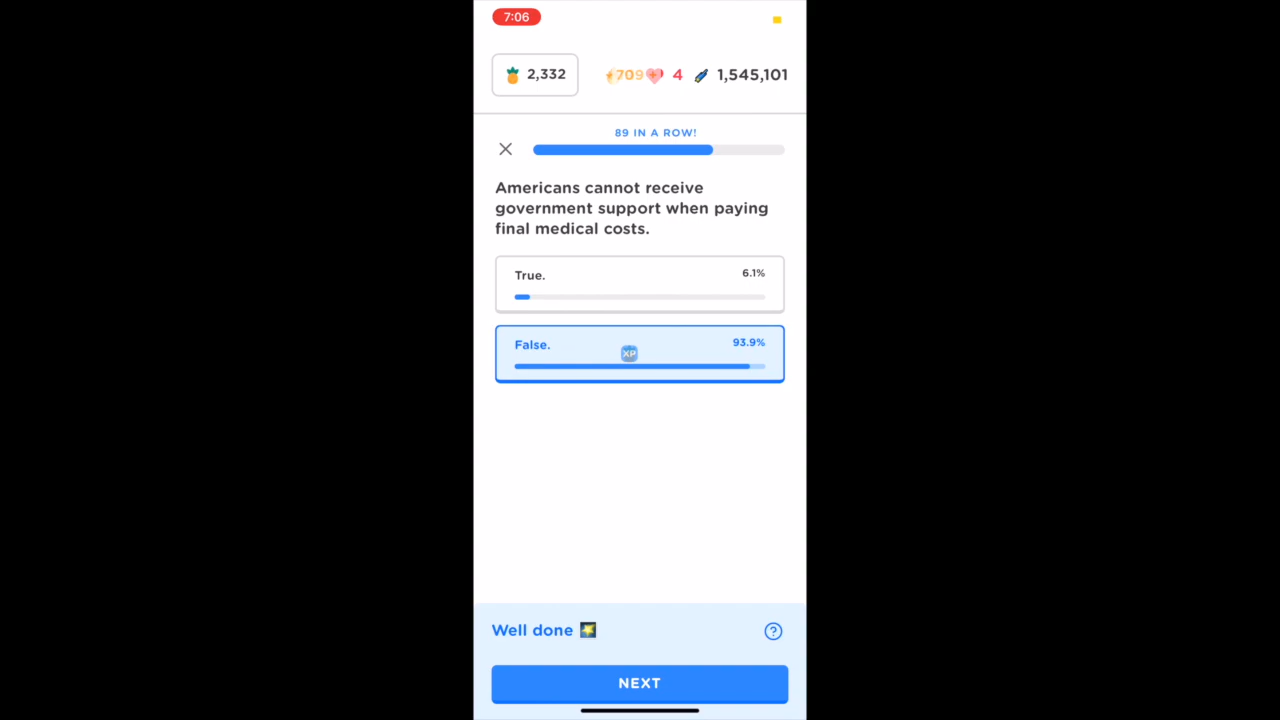 7:06
2,332 709 4 1,545,101
89 IN A ROW!
Americans cannot receive
government support when paying
final medical costs.
True. 6.1%
False. 93.9%
XP
Well done
?
NEXT